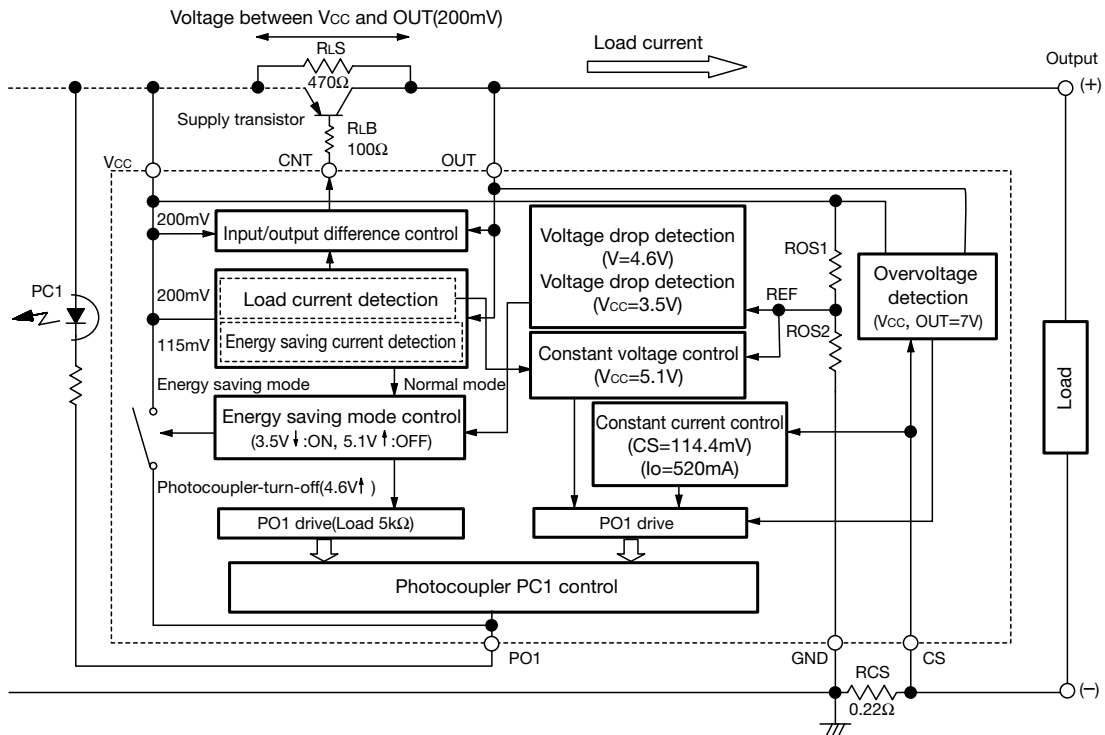 Voltage between VCC and OUT(200mV)
RLS
470Ω
Load current
Output
(+)
Supply transistor
RLB
100Ω
VCC
CNT
OUT
200mV
Input/output difference control
Voltage drop detection
(V=4.6V)
Voltage drop detection
(VCC=3.5V)
ROS1
Overvoltage
detection
(VCC, OUT=7V)
PC1
200mV
Load current detection
REF
ROS2
115mV
Energy saving current detection
Constant voltage control
(VCC=5.1V)
Load
Energy saving mode
Normal mode
Energy saving mode control
(3.5V↓:ON, 5.1V↑:OFF)
Constant current control
(CS=114.4mV)
(Io=520mA)
Photocoupler-turn-off(4.6V↑)
PO1 drive(Load 5kΩ)
PO1 drive
Photocoupler PC1 control
PO1
GND
CS
RCS
0.22Ω
(−)